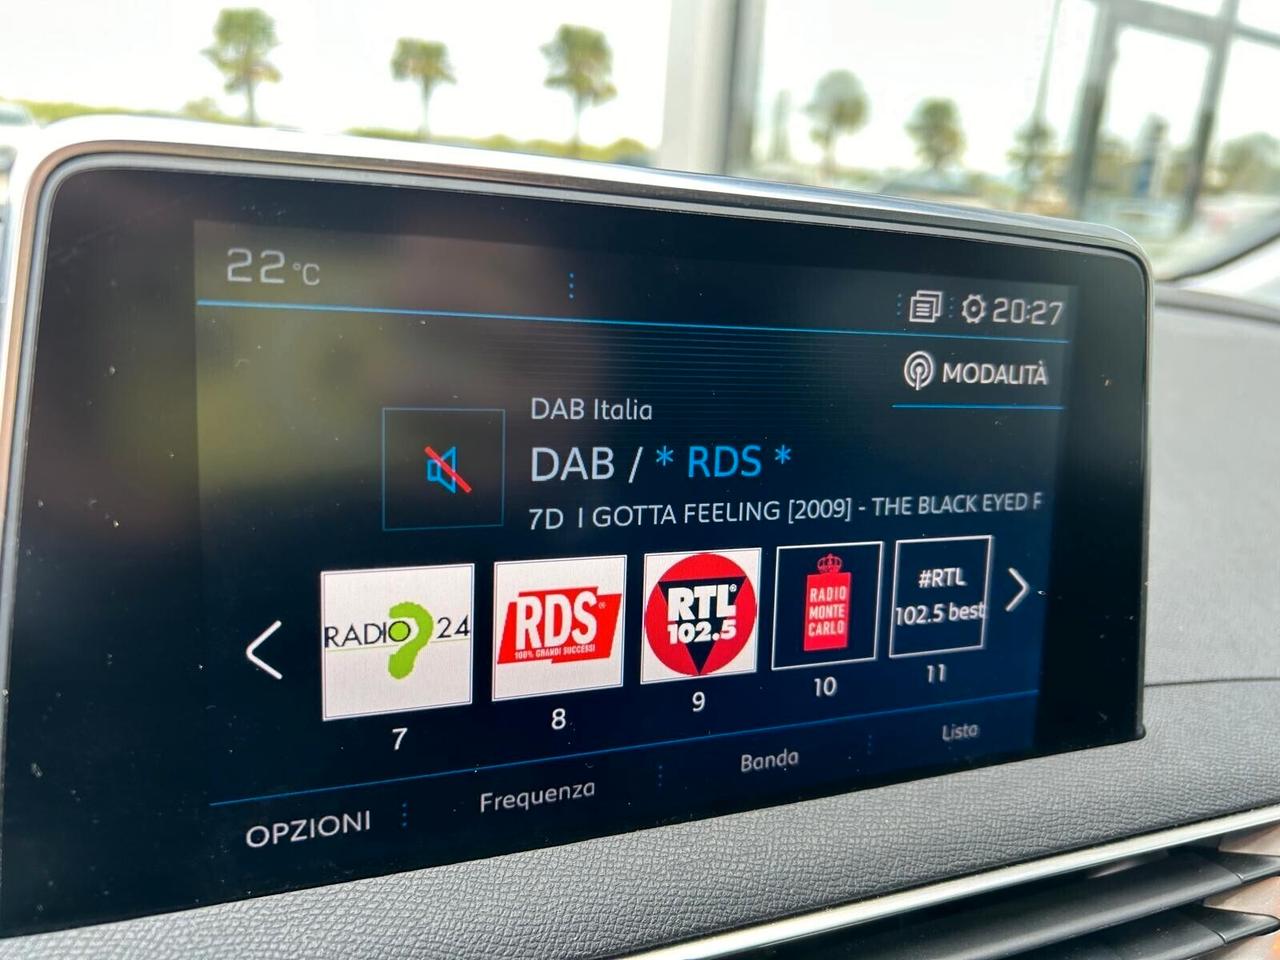 22 °C
20:27
MODALITÀ
DAB Italia
DAB / * RDS *
7D I GOTTA FEELING [2009] - THE BLACK EYED F
RADIO 24
RDS®
100% GRANDI SUCCESSI
RTL®
102.5
RADIO
MONTE
CARLO
#RTL
102.5 best
7
8
9
10
11
OPZIONI
Frequenza
Banda
Lista